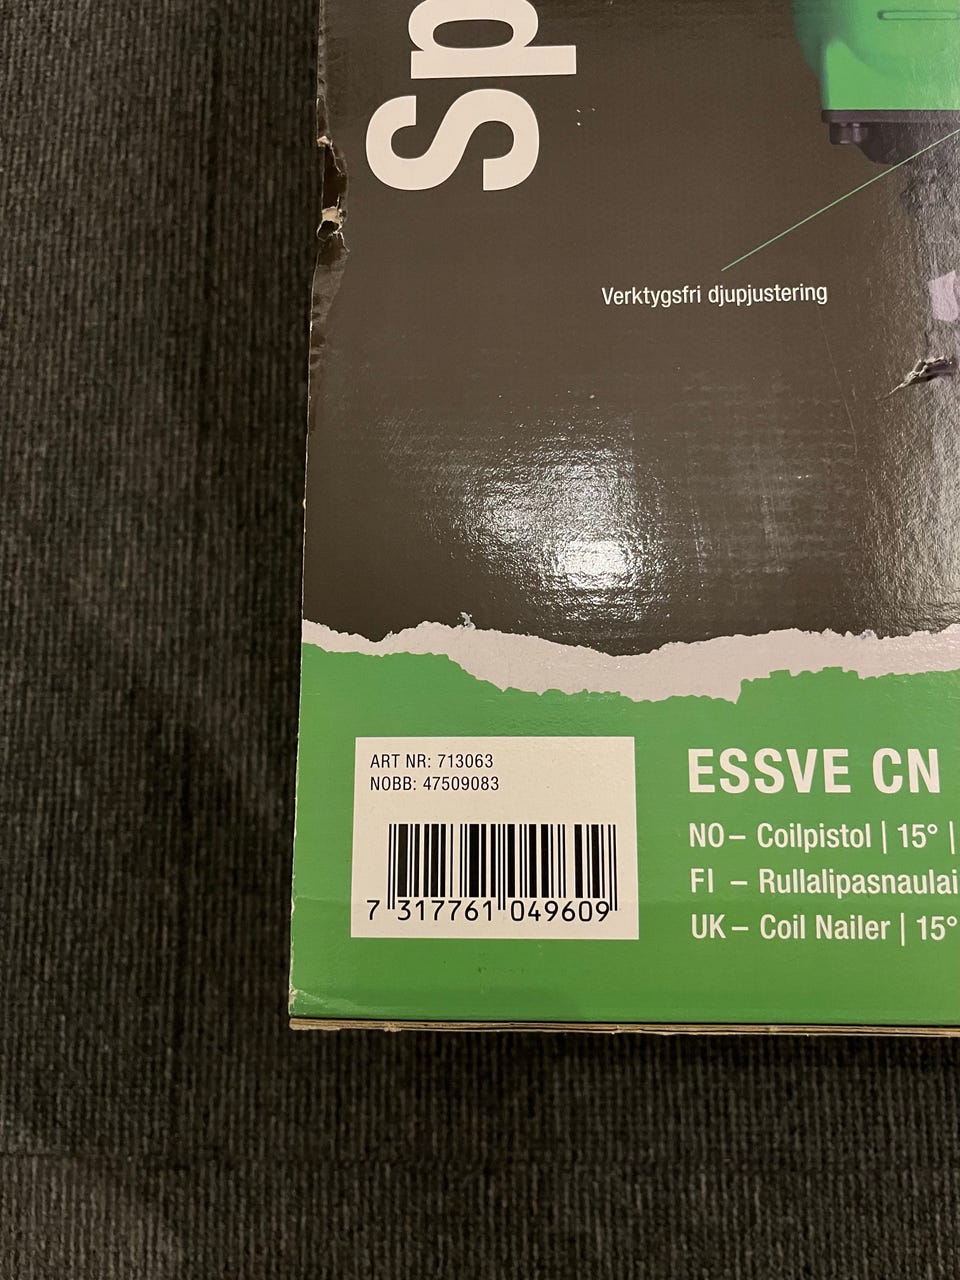 Sp
Verktygsfri djupjustering
ART NR: 713063
NOBB: 47509083
7 317761 049609
ESSVE CN
NO – Coilpistol | 15° |
FI – Rullalipasnaulai
UK – Coil Nailer | 15°